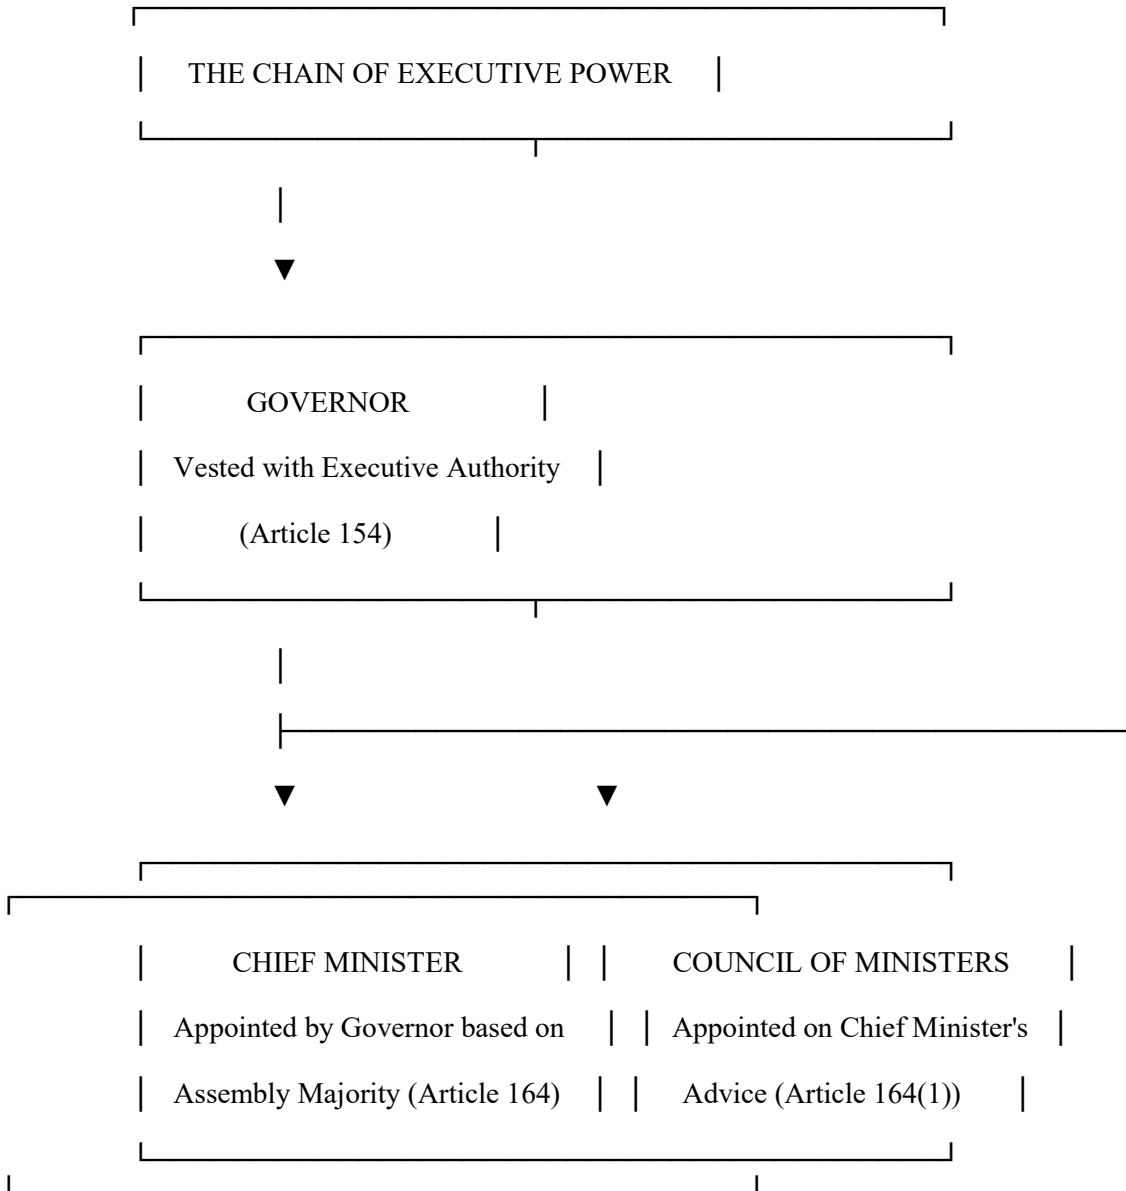 THE CHAIN OF EXECUTIVE POWER
GOVERNOR
Vested with Executive Authority
(Article 154)
CHIEF MINISTER COUNCIL OF MINISTERS
Appointed by Governor based on Appointed on Chief Minister's
Assembly Majority (Article 164) Advice (Article 164(1))